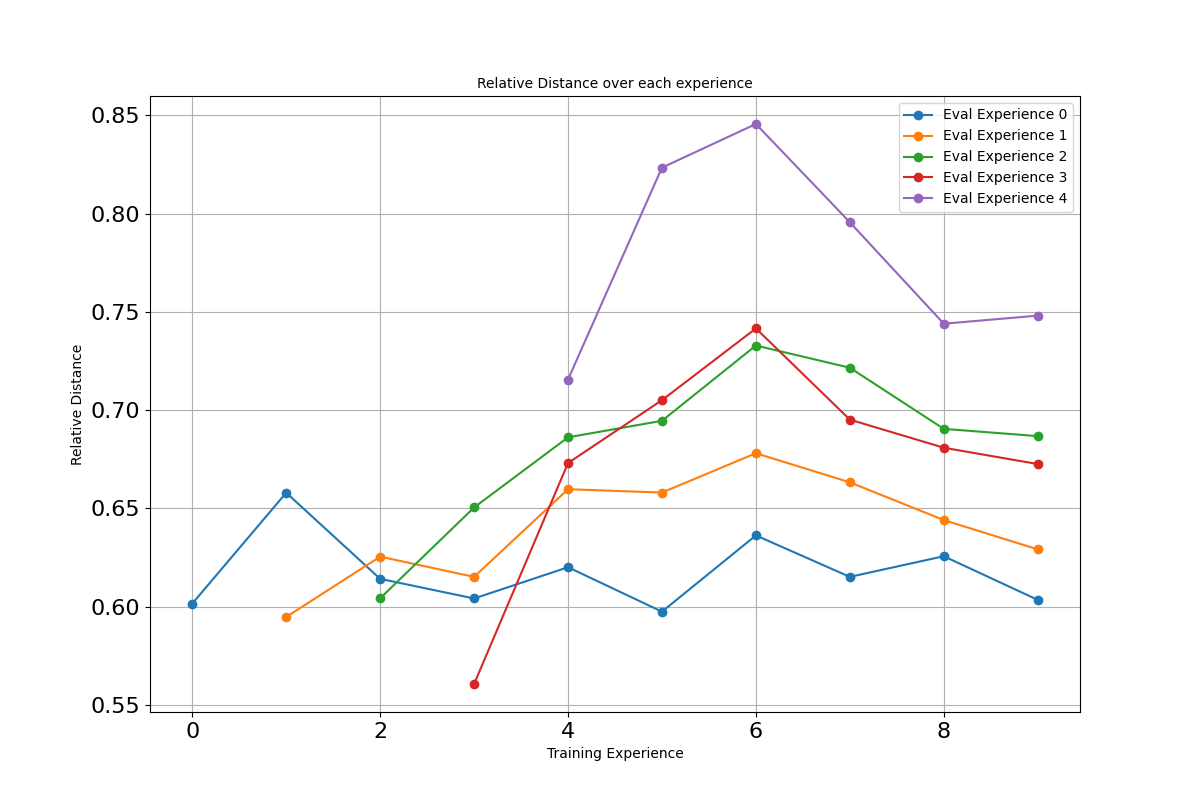 Relative Distance over each experience
0.85
0.80
0.75
0.70
0.65
0.60
0.55
Relative Distance
Eval Experience 0
Eval Experience 1
Eval Experience 2
Eval Experience 3
Eval Experience 4
0 2 4 6 8
Training Experience